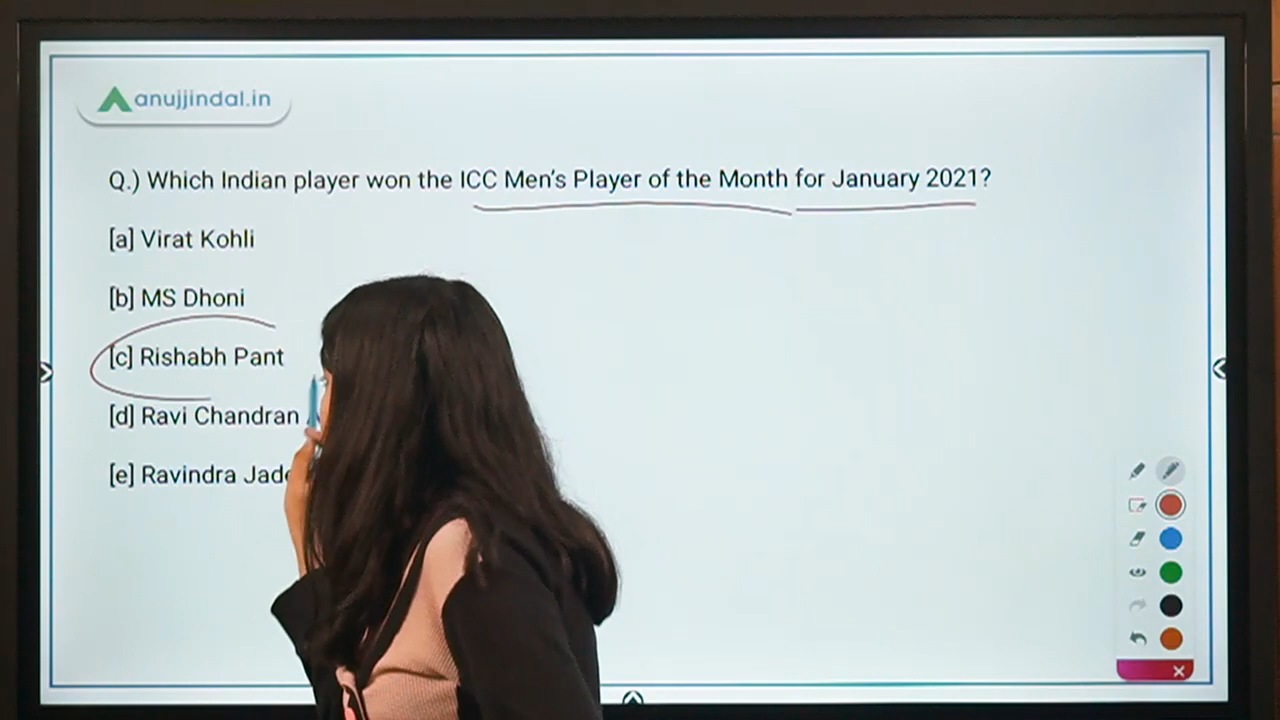 anujjindal.in
Q.) Which Indian player won the ICC Men's Player of the Month for January 2021?
[a] Virat Kohli
[b] MS Dhoni
[c] Rishabh Pant
[d] Ravi Chandran
[e] Ravindra